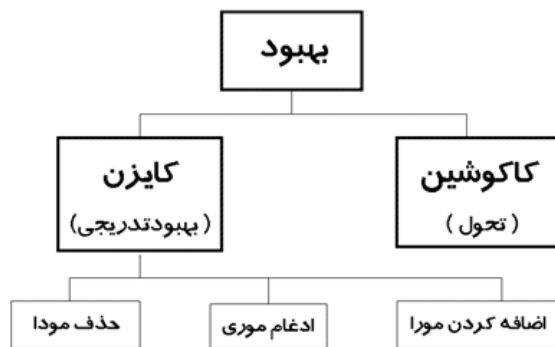 بهبود
کاکوشین
(تحول)
کایزن
(بهبودتدریجی)
اضافه کردن مورا
ادغام موری
حذف مودا